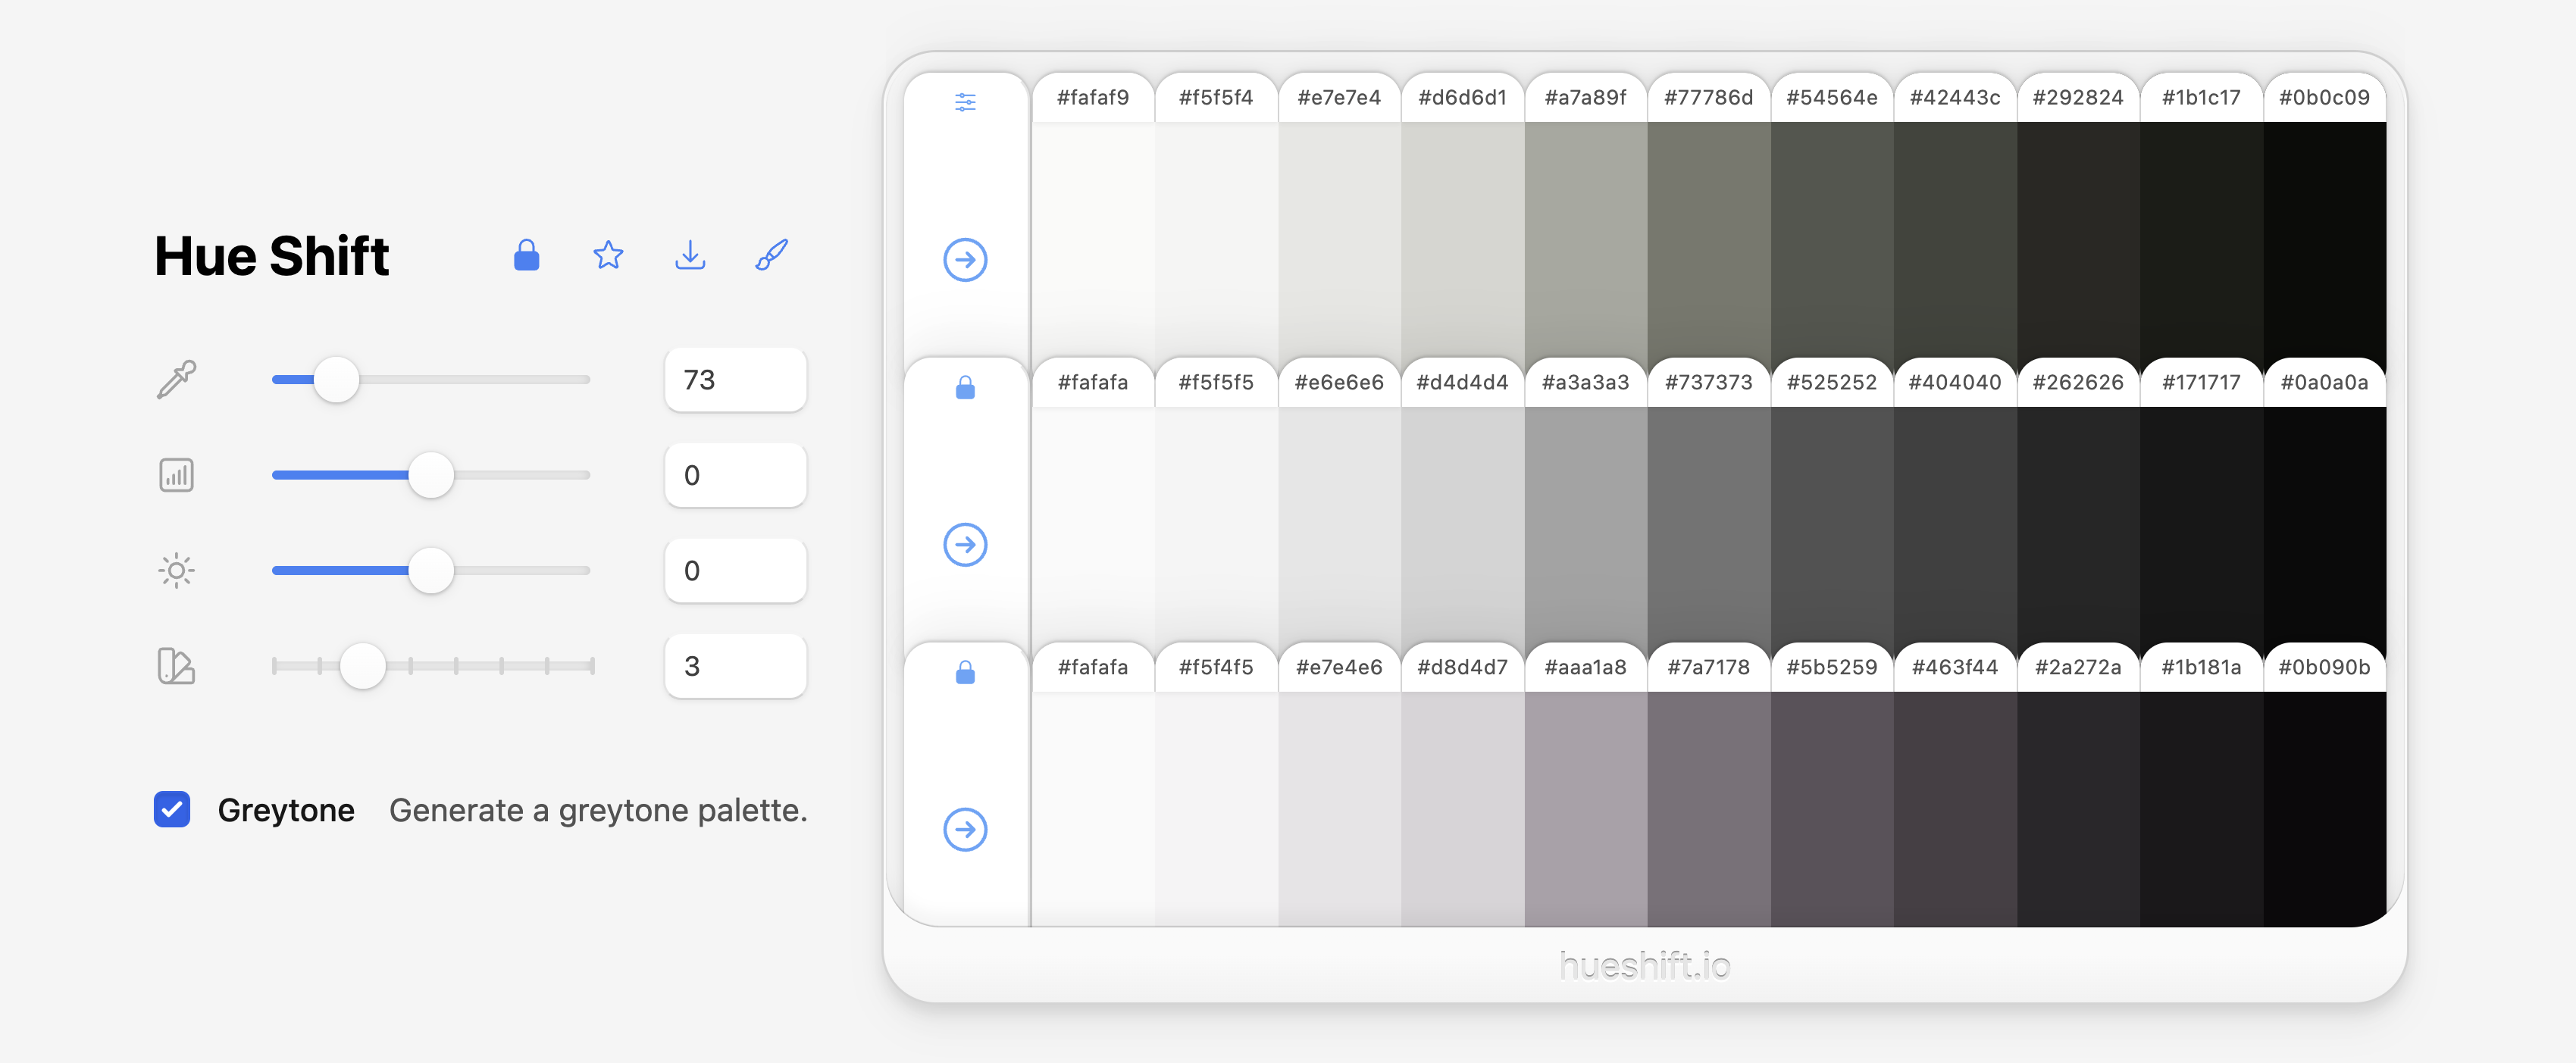 Hue Shift
73
0
0
3
Greytone Generate a greytone palette.
#fafaf9 #f5f5f4 #e7e7e4 #d6d6d1 #a7a89f #77786d #54564e #42443c #292824 #1b1c17 #0b0c09
#fafafa #f5f5f5 #e6e6e6 #d4d4d4 #a3a3a3 #737373 #525252 #404040 #262626 #171717 #0a0a0a
#fafafa #f5f4f5 #e7e4e6 #d8d4d7 #aaa1a8 #7a7178 #5b5259 #463f44 #2a272a #1b181a #0b090b
hueshift.io